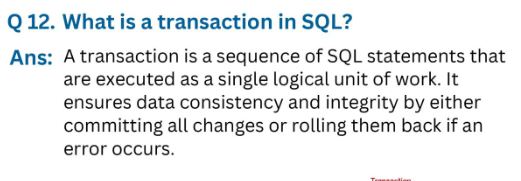 Q 12. What is a transaction in SQL?
Ans: A transaction is a sequence of SQL statements that
are executed as a single logical unit of work. It
ensures data consistency and integrity by either
committing all changes or rolling them back if an
error occurs.